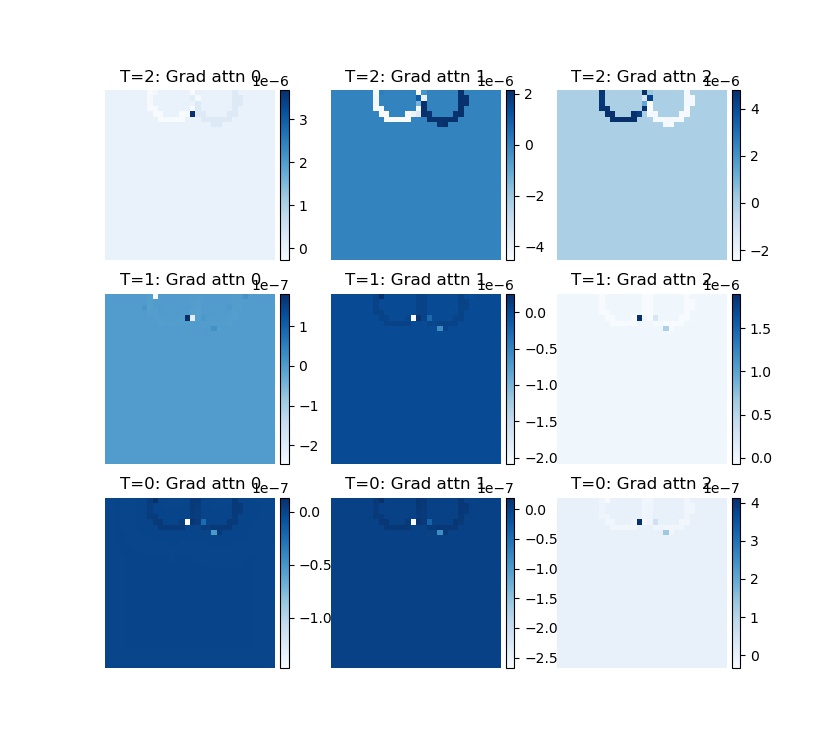 T=2: Grad attn 0
1e−6
3
2
1
0
T=2: Grad attn 1
1e−6
2
0
−2
−4
T=2: Grad attn 2
1e−6
4
2
0
−2
T=1: Grad attn 0
1e−7
1
0
−1
−2
T=1: Grad attn 1
1e−6
0.0
−0.5
−1.0
−1.5
−2.0
T=1: Grad attn 2
1e−6
1.5
1.0
0.5
0.0
T=0: Grad attn 0
1e−7
0.0
−0.5
−1.0
T=0: Grad attn 1
1e−7
0.0
−0.5
−1.0
−1.5
−2.0
−2.5
T=0: Grad attn 2
1e−7
4
3
2
1
0